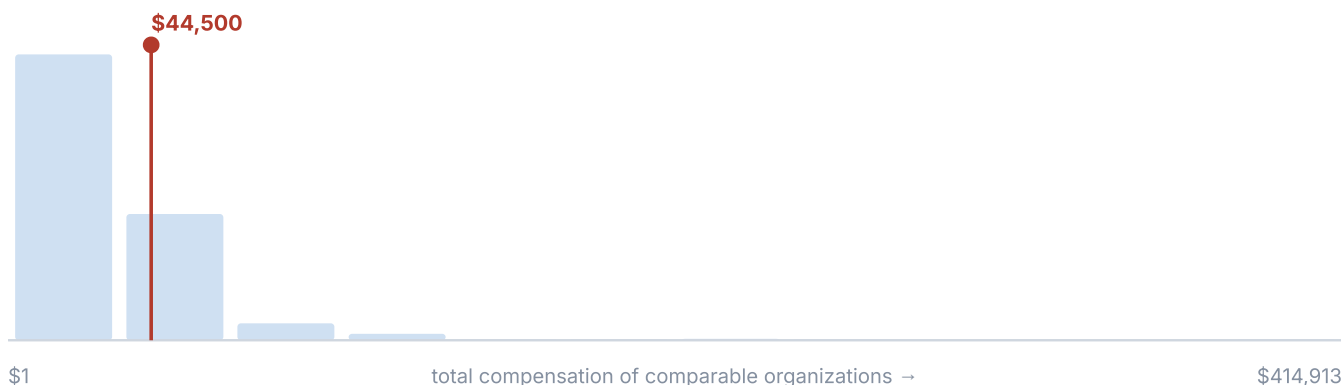 $44,500
$1
total compensation of comparable organizations →
$414,913